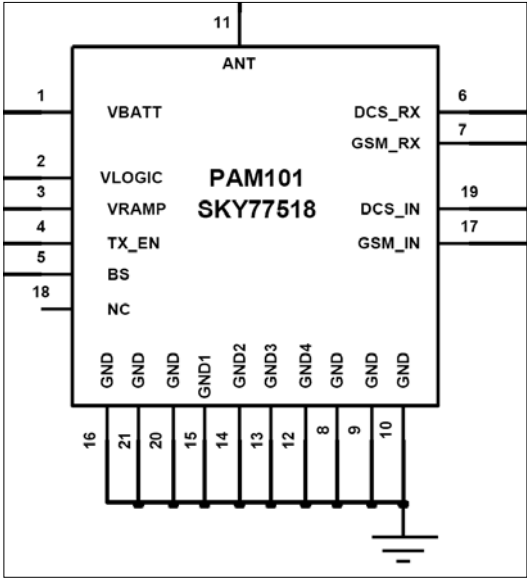 11
ANT
1 VBATT DCS_RX 6
GSM_RX 7
2 VLOGIC PAM101
3 VRAMP SKY77518 DCS_IN 19
4 TX_EN GSM_IN 17
5 BS
18 NC
GND GND GND GND1 GND2 GND3 GND4 GND GND GND
16 21 20 15 14 13 12 8 9 10